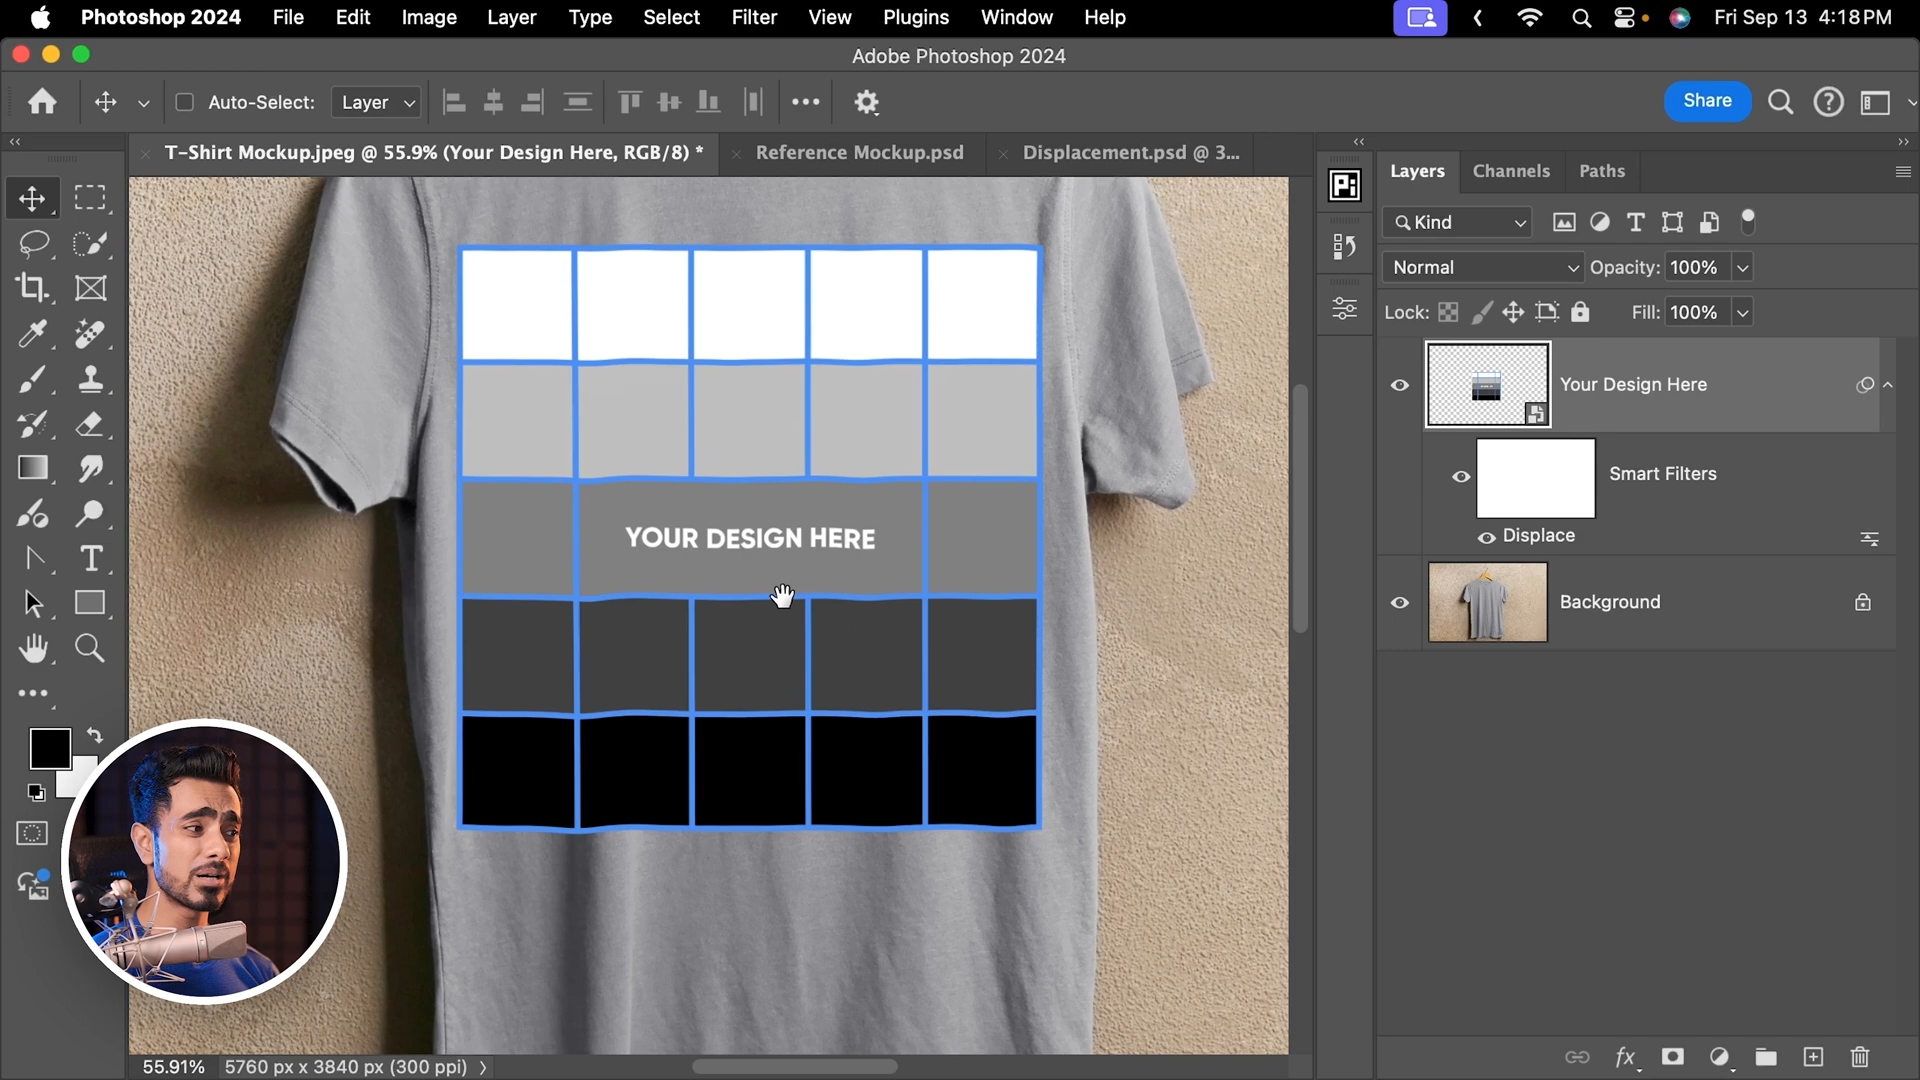 Photoshop 2024 File Edit Image Layer Type Select Filter View Plugins Window Help Fri Sep 13 4:18 PM
Adobe Photoshop 2024
Auto-Select: Layer Share
T-Shirt Mockup.jpeg @ 55.9% (Your Design Here, RGB/8) * Reference Mockup.psd Displacement.psd @ 3...
Layers Channels Paths
Kind
Normal Opacity: 100%
Lock: Fill: 100%
Your Design Here
Smart Filters
Displace
Background
YOUR DESIGN HERE
55.91% 5760 px x 3840 px (300 ppi)
fx